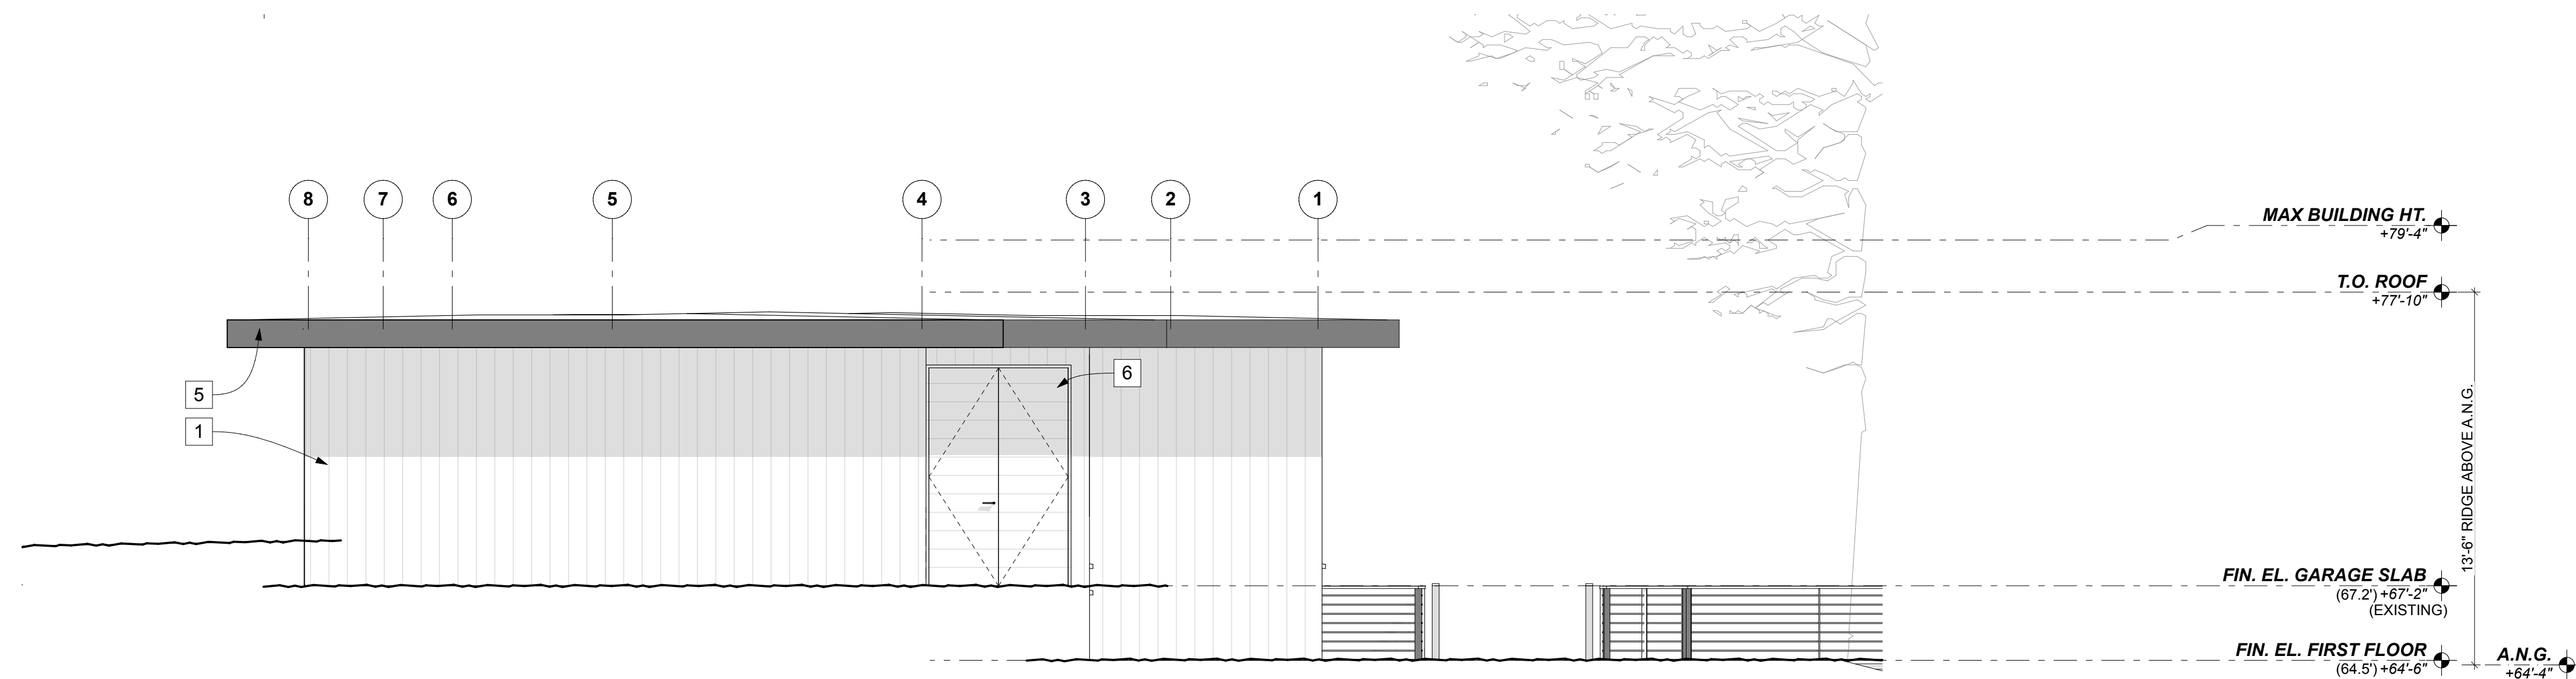 8 7 6 5 4 3 2 1
MAX BUILDING HT.
+79'-4"
T.O. ROOF
+77'-10"
6
5
1
13'-6" RIDGE ABOVE A.N.G.
FIN. EL. GARAGE SLAB
(67.2') +67'-2"
(EXISTING)
FIN. EL. FIRST FLOOR
(64.5') +64'-6"
A.N.G.
+64'-4"